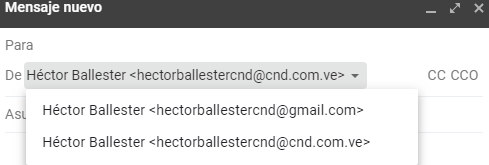 Mensaje nuevo
Para
De Héctor Ballester <hectorballestercnd@cnd.com.ve> CC CCO
Héctor Ballester <hectorballestercnd@gmail.com>
Asu
Héctor Ballester <hectorballestercnd@cnd.com.ve>